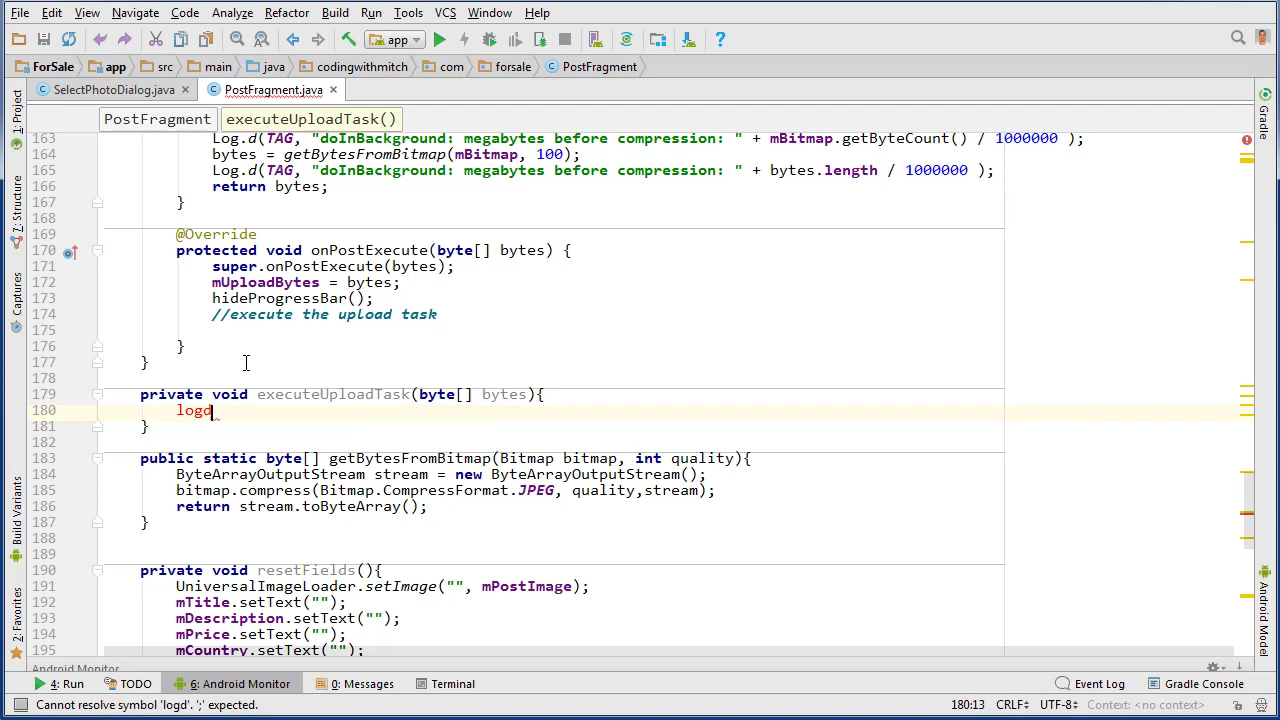 File Edit View Navigate Code Analyze Refactor Build Run Tools VCS Window Help
app
ForSale app src main java codingwithmitch com forsale PostFragment
SelectPhotoDialog.java PostFragment.java
PostFragment executeUploadTask()
163 Log.d(TAG, "doInBackground: megabytes before compression: " + mBitmap.getByteCount() / 1000000 );
164 bytes = getBytesFromBitmap(mBitmap, 100);
165 Log.d(TAG, "doInBackground: megabytes before compression: " + bytes.length / 1000000 );
166 return bytes;
167 }
168
169 @Override
170 protected void onPostExecute(byte[] bytes) {
171 super.onPostExecute(bytes);
172 mUploadBytes = bytes;
173 hideProgressBar();
174 //execute the upload task
175
176 }
177 }
178
179 private void executeUploadTask(byte[] bytes){
180 logd
181 }
182
183 public static byte[] getBytesFromBitmap(Bitmap bitmap, int quality){
184 ByteArrayOutputStream stream = new ByteArrayOutputStream();
185 bitmap.compress(Bitmap.CompressFormat.JPEG, quality,stream);
186 return stream.toByteArray();
187 }
188
189
190 private void resetFields(){
191 UniversalImageLoader.setImage("", mPostImage);
192 mTitle.setText("");
193 mDescription.setText("");
194 mPrice.setText("");
195 mCountry.setText("");
1: Project
7: Structure
Captures
Build Variants
2: Favorites
Gradle
Android Model
Android Monitor
4: Run TODO 6: Android Monitor 0: Messages Terminal Event Log Gradle Console
Cannot resolve symbol 'logd'. ';' expected. 180:13 CRLF÷ UTF-8÷ Context: <no context>